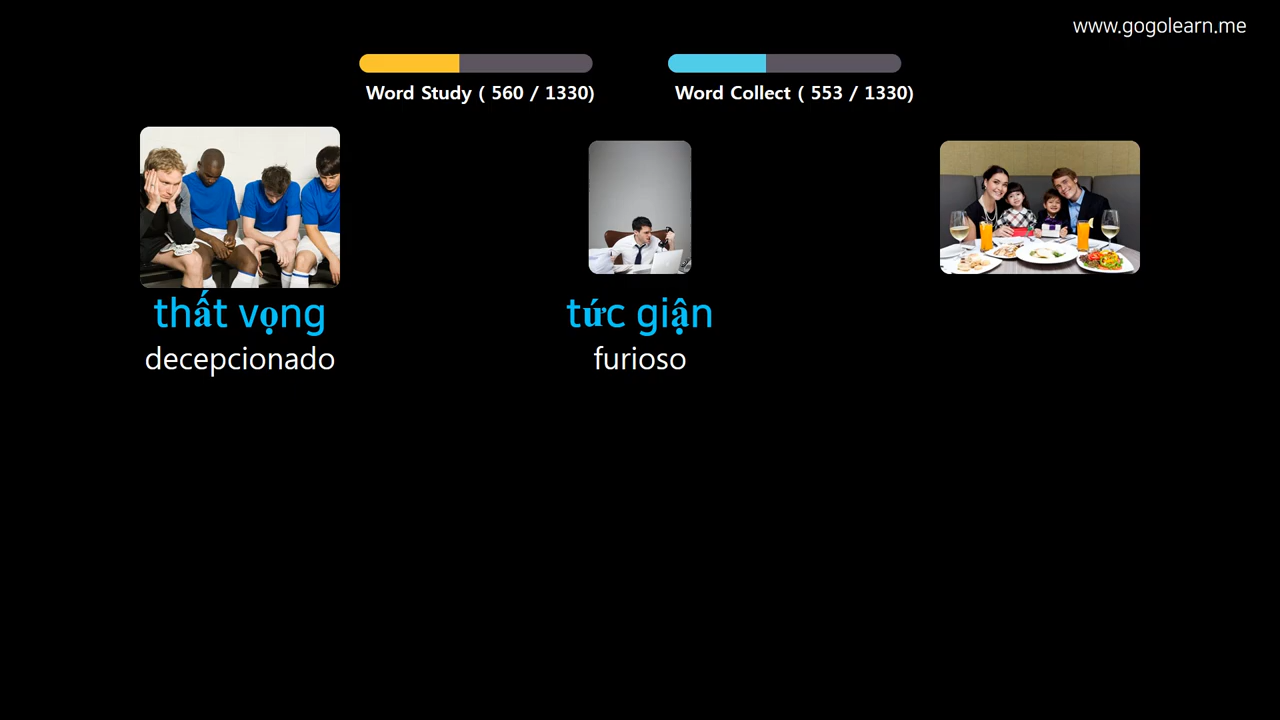 www.gogolearn.me
Word Study ( 560 / 1330)
Word Collect ( 553 / 1330)
thất vọng
decepcionado
tức giận
furioso